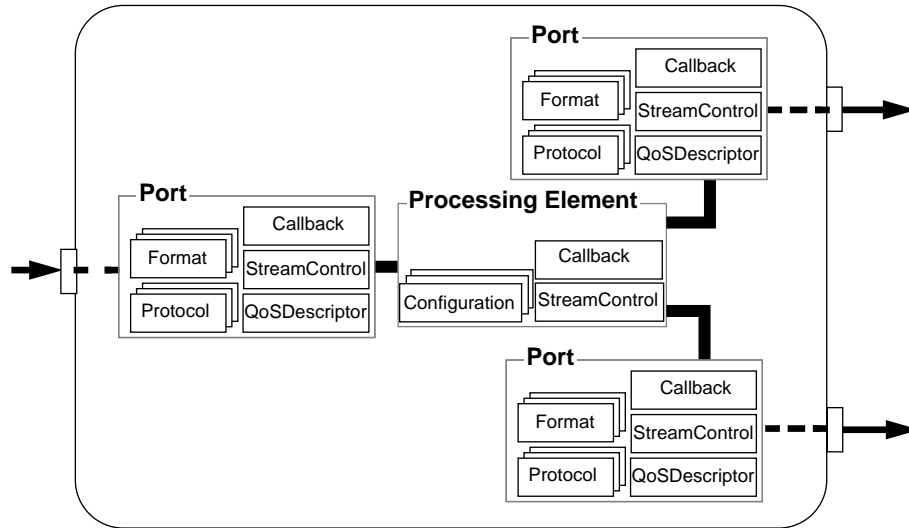 Port
Callback
Format
StreamControl
Protocol
QoSDescriptor
Port
Callback
Format
StreamControl
Protocol
QoSDescriptor
Processing Element
Callback
Configuration
StreamControl
Port
Callback
Format
StreamControl
Protocol
QoSDescriptor